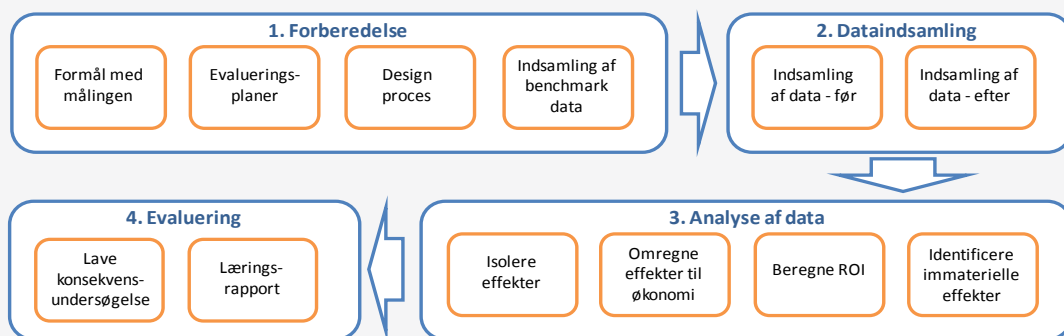 1. Forberedelse
Formål med
målingen
Evaluerings-
planer
Design
proces
Indsamling af
benchmark
data
2. Dataindsamling
Indsamling
af data - før
Indsamling af
data - efter
3. Analyse af data
Isolere
effekter
Omregne
effekter til
økonomi
Beregne ROI
Identificere
immaterielle
effekter
4. Evaluering
Lave
konsekvens-
undersøgelse
Lærings-
rapport